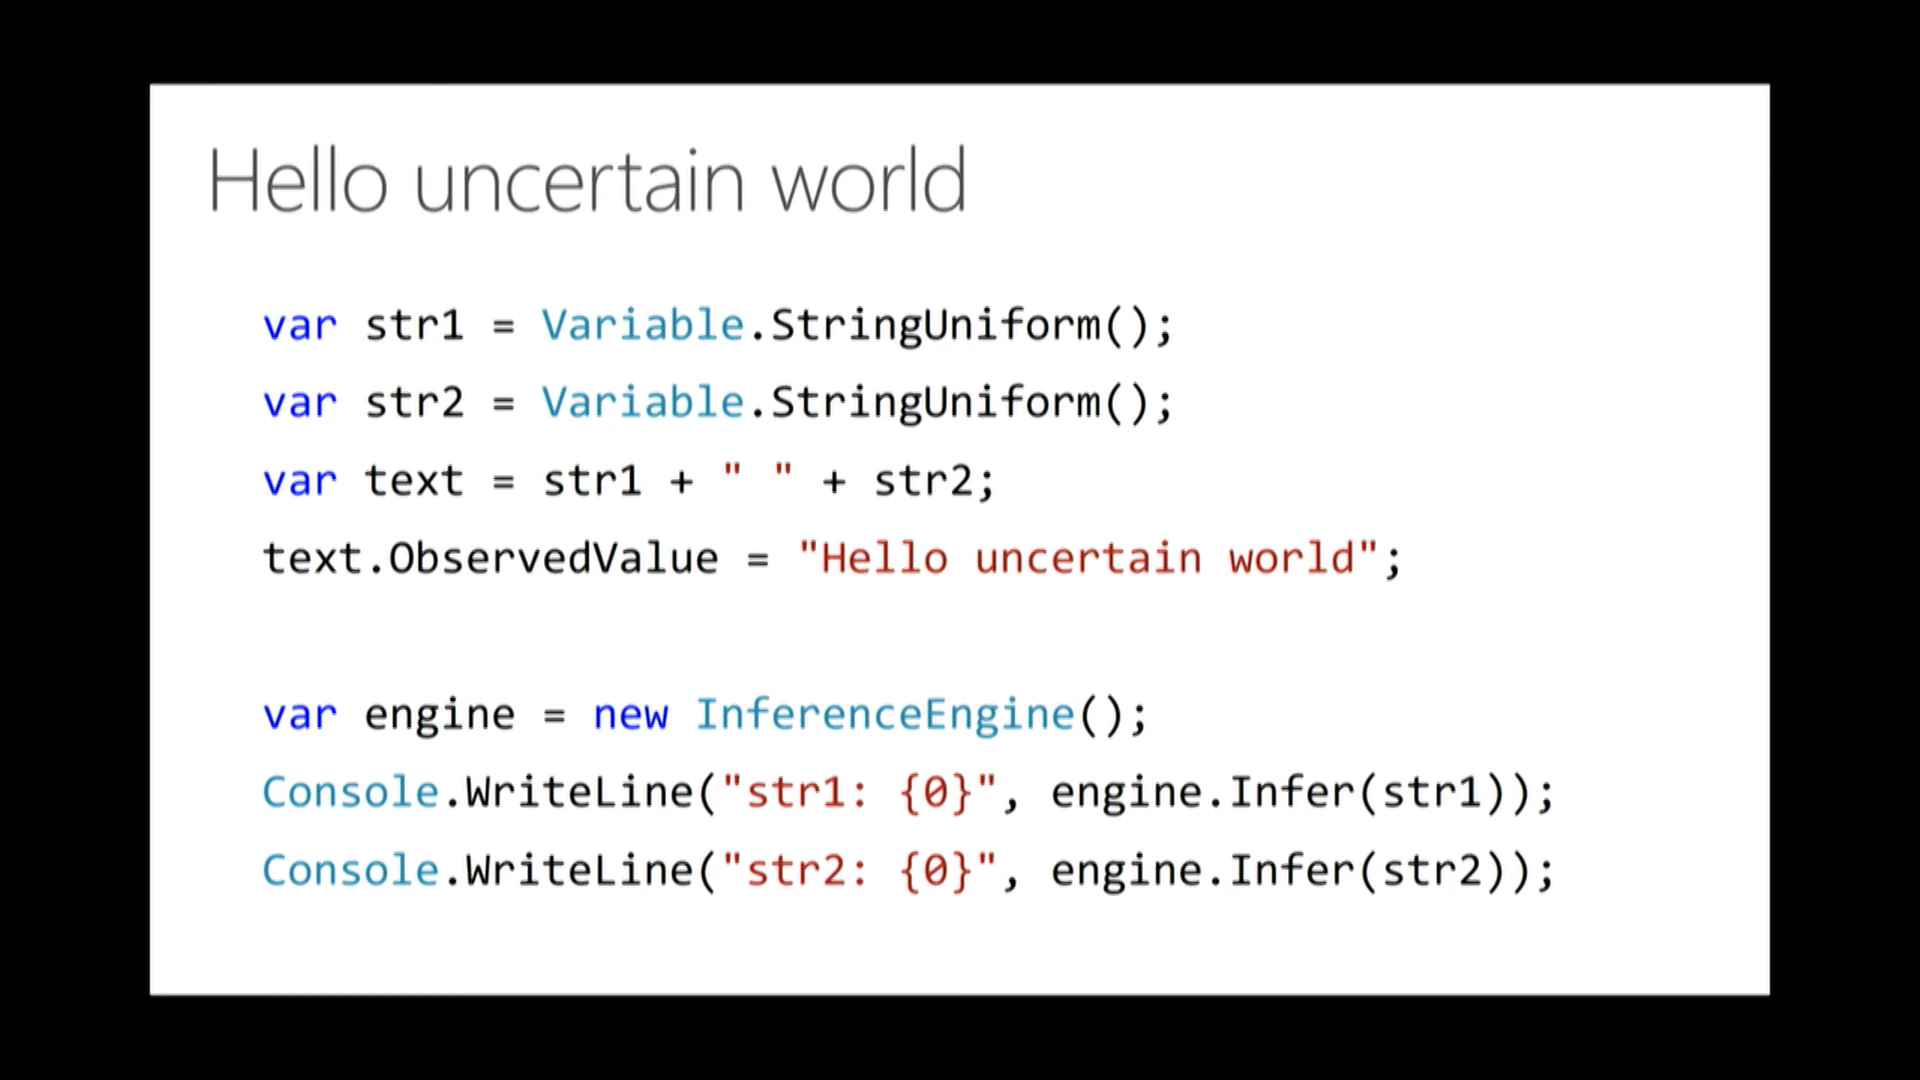 Hello uncertain world
var str1 = Variable.StringUniform();
var str2 = Variable.StringUniform();
var text = str1 + " " + str2;
text.ObservedValue = "Hello uncertain world";
var engine = new InferenceEngine();
Console.WriteLine("str1: {0}", engine.Infer(str1));
Console.WriteLine("str2: {0}", engine.Infer(str2));